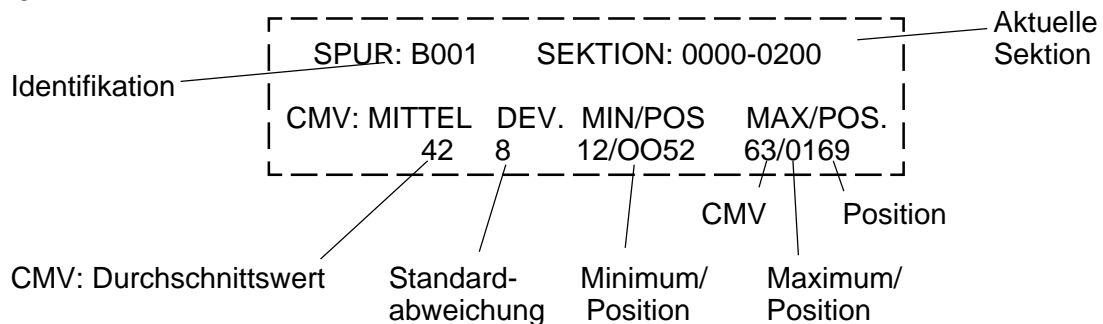 Aktuelle
Sektion
SPUR: B001 SEKTION: 0000-0200
Identifikation
CMV: MITTEL DEV. MIN/POS MAX/POS.
42 8 12/OO52 63/0169
CMV Position
CMV: Durchschnittswert Standard- Minimum/ Maximum/
abweichung Position Position